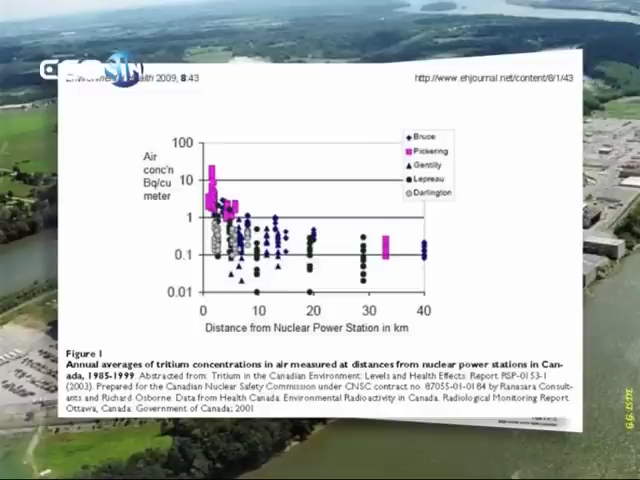 Environmental Health 2009, 8:43
http://www.ehjournal.net/content/8/1/43
Air
conc'n
Bq/cu
meter
100
10
1
0.1
0.01
0
10
20
30
40
Distance from Nuclear Power Station in km
Bruce
Pickering
Gentilly
Lepreau
Darlington
Figure 1
Annual averages of tritium concentrations in air measured at distances from nuclear power stations in Can-
ada, 1985-1999. Abstracted from: Tritium in the Canadian Environment: Levels and Health Effects. Report RSP-0153-1
(2003). Prepared for the Canadian Nuclear Safety Commission under CNSC contract no. 87055-01-0184 by Ranasara Consult-
ants and Richard Osborne. Data from Health Canada. Environmental Radioactivity in Canada. Radiological Monitoring Report.
Ottawa, Canada: Government of Canada; 2001